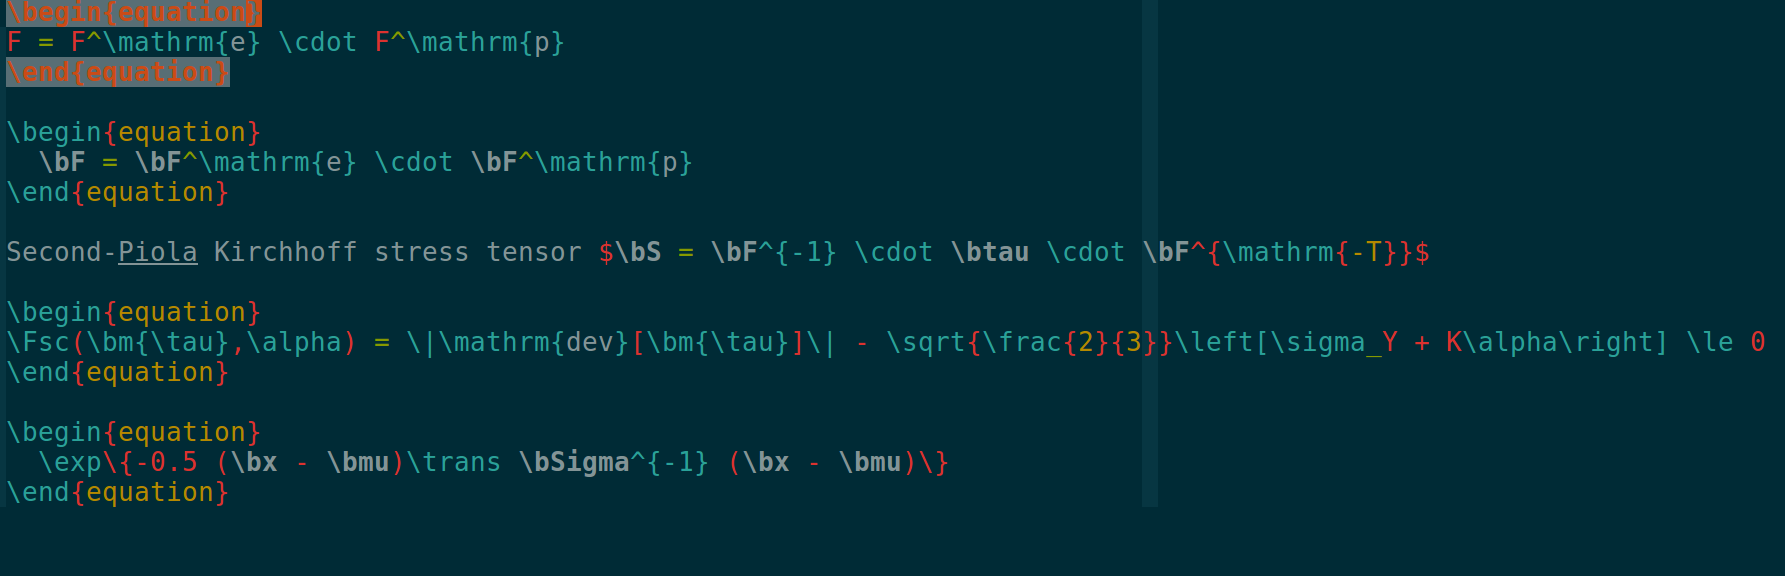 \begin{equation}
F = F^\mathrm{e} \cdot F^\mathrm{p}
\end{equation}

\begin{equation}
  \bF = \bF^\mathrm{e} \cdot \bF^\mathrm{p}
\end{equation}

Second-Piola Kirchhoff stress tensor $\bS = \bF^{-1} \cdot \btau \cdot \bF^{\mathrm{-T}}$

\begin{equation}
\Fsc(\bm{\tau},\alpha) = \|\mathrm{dev}[\bm{\tau}]\| - \sqrt{\frac{2}{3}}\left[\sigma_Y + K\alpha\right] \le 0
\end{equation}

\begin{equation}
  \exp\{-0.5 (\bx - \bmu)\trans \bSigma^{-1} (\bx - \bmu)\}
\end{equation}